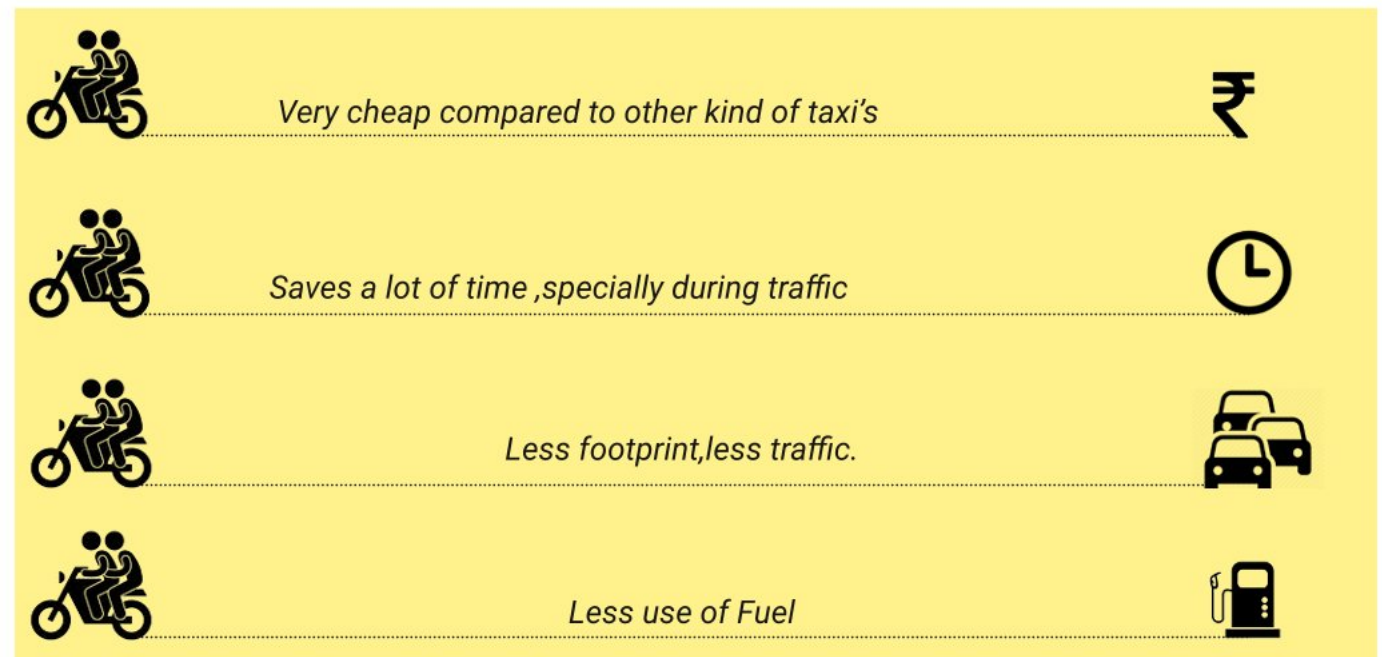 Very cheap compared to other kind of taxi's
₹
Saves a lot of time ,specially during traffic
Less footprint,less traffic.
Less use of Fuel